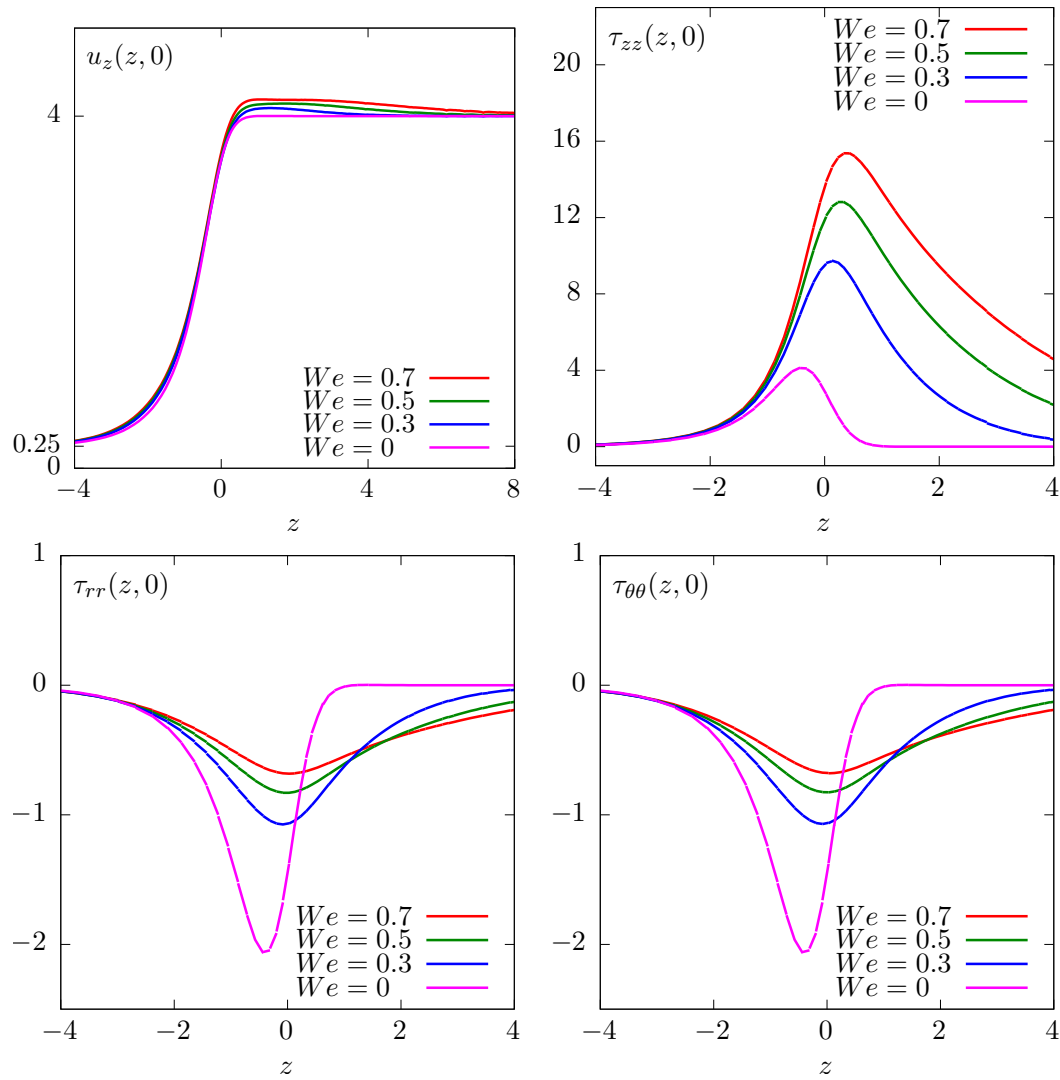 u_z(z, 0)
4
0.25
0
We = 0.7
We = 0.5
We = 0.3
We = 0
−4 0 4 8
z
τ_zz(z, 0)
We = 0.7
We = 0.5
We = 0.3
We = 0
20
16
12
8
4
0
−4 −2 0 2 4
z
τ_rr(z, 0)
1
0
−1
−2
We = 0.7
We = 0.5
We = 0.3
We = 0
−4 −2 0 2 4
z
τ_θθ(z, 0)
1
0
−1
−2
We = 0.7
We = 0.5
We = 0.3
We = 0
−4 −2 0 2 4
z